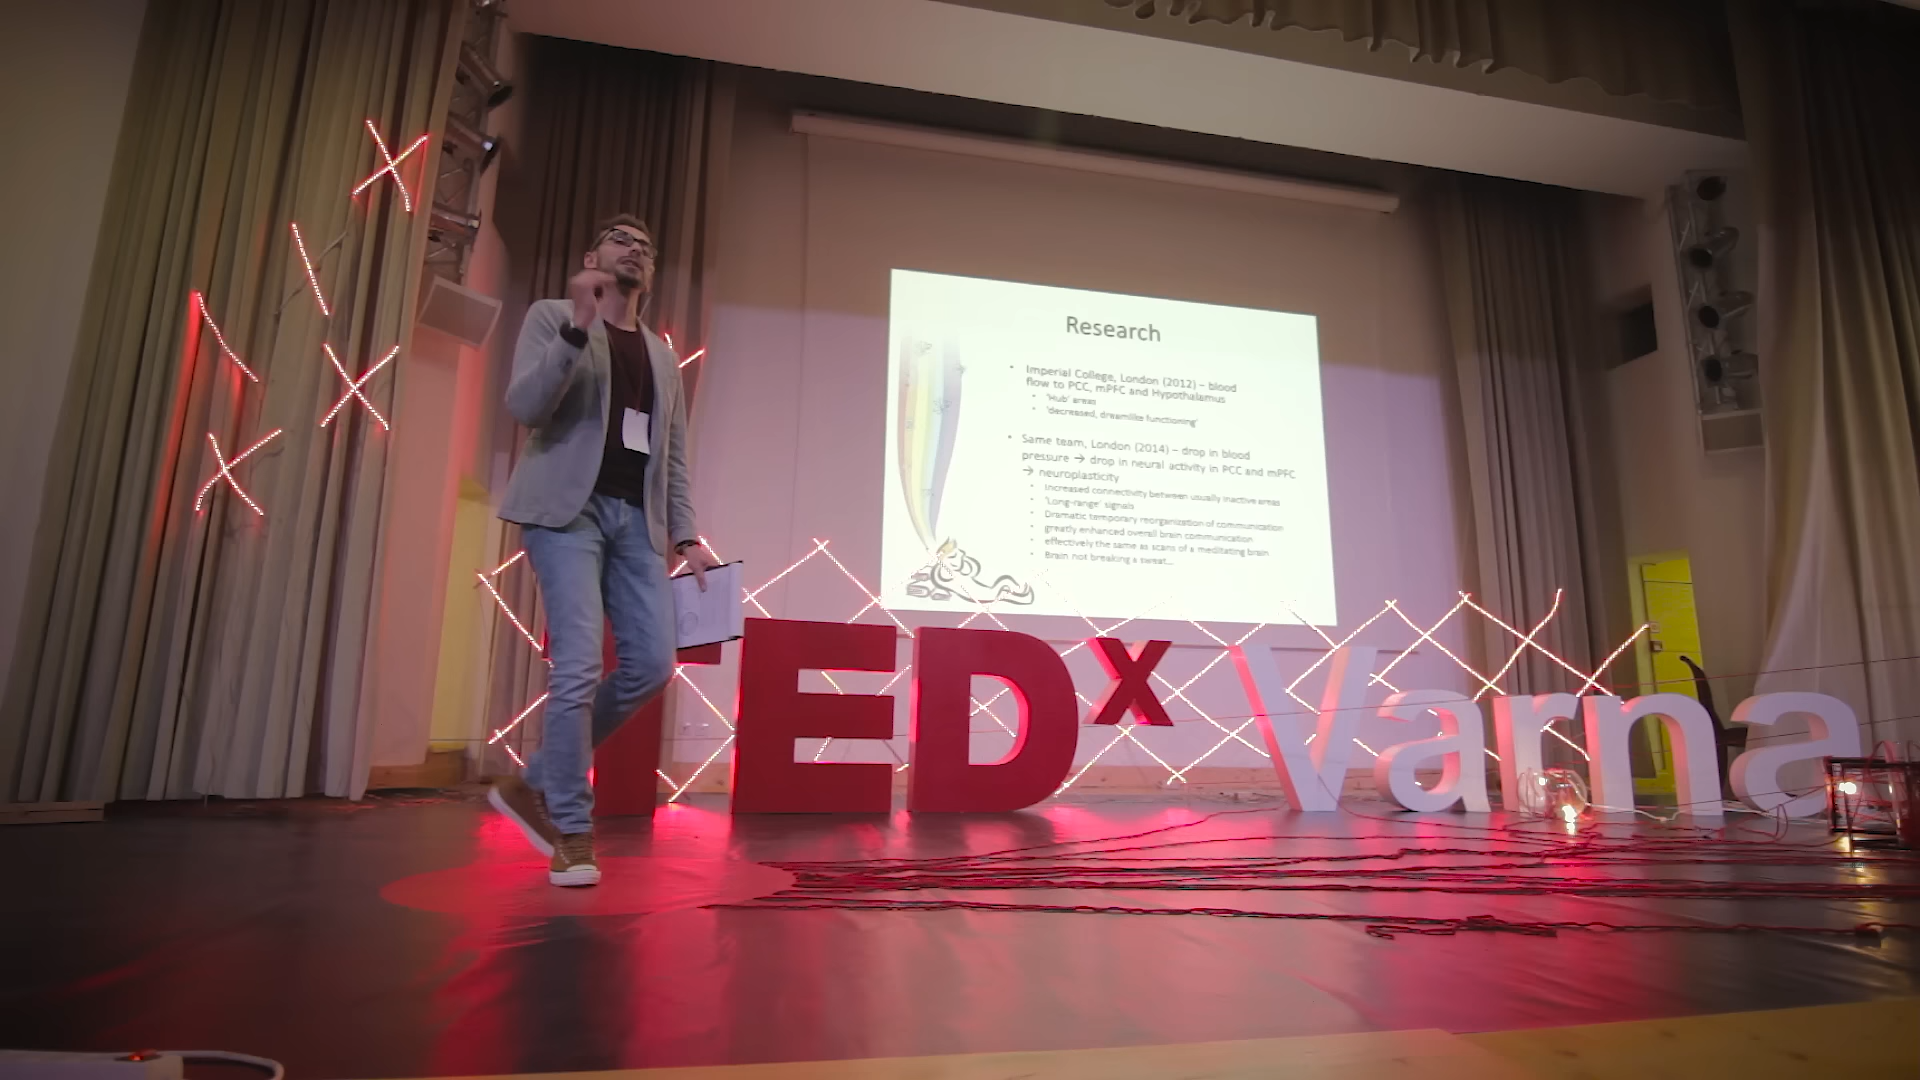 Research
• Imperial College, London (2012) – blood
flow to PCC, mPFC and Hypothalamus
• 'Hub' areas
• 'decreased, dreamlike functioning'
• Same team, London (2014) – drop in blood
pressure → drop in neural activity in PCC and mPFC
→ neuroplasticity
• Increased connectivity between usually inactive areas
• 'Long-range' signals
• Dramatic temporary reorganization of communication
• greatly enhanced overall brain communication
• effectively the same as scans of a meditating brain
• Brain not breaking a sweat...
TEDx Varna